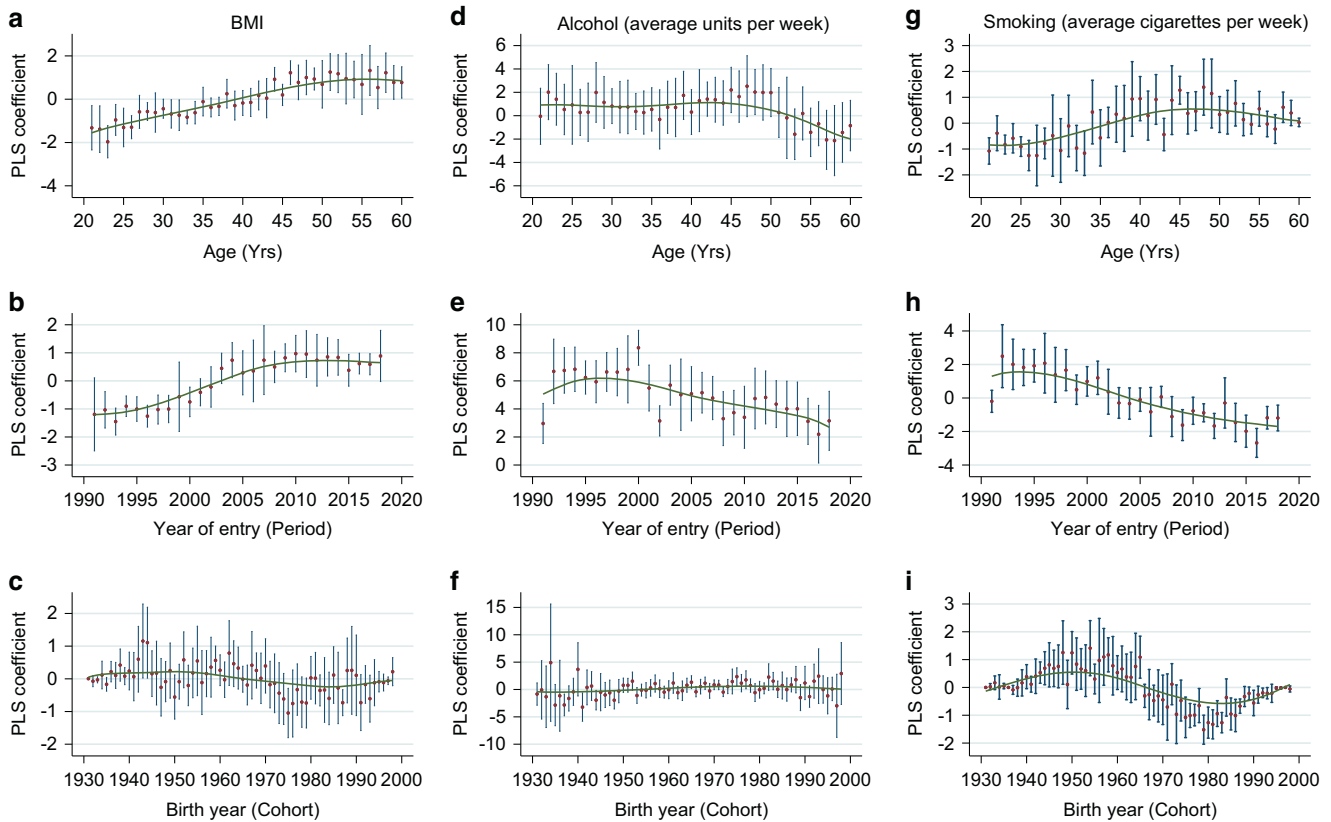 a
BMI
PLS coefficient
2
0
-2
-4
20 25 30 35 40 45 50 55 60
Age (Yrs)
d
Alcohol (average units per week)
PLS coefficient
6
4
2
0
-2
-4
-6
20 25 30 35 40 45 50 55 60
Age (Yrs)
g
Smoking (average cigarettes per week)
PLS coefficient
3
2
1
0
-1
-2
20 25 30 35 40 45 50 55 60
Age (Yrs)
b
PLS coefficient
2
1
0
-1
-2
-3
1990 1995 2000 2005 2010 2015 2020
Year of entry (Period)
e
PLS coefficient
10
8
6
4
2
0
1990 1995 2000 2005 2010 2015 2020
Year of entry (Period)
h
PLS coefficient
4
2
0
-2
-4
1990 1995 2000 2005 2010 2015 2020
Year of entry (Period)
c
PLS coefficient
2
1
0
-1
-2
1930 1940 1950 1960 1970 1980 1990 2000
Birth year (Cohort)
f
PLS coefficient
15
10
5
0
-5
-10
1930 1940 1950 1960 1970 1980 1990 2000
Birth year (Cohort)
i
PLS coefficient
3
2
1
0
-1
-2
1930 1940 1950 1960 1970 1980 1990 2000
Birth year (Cohort)